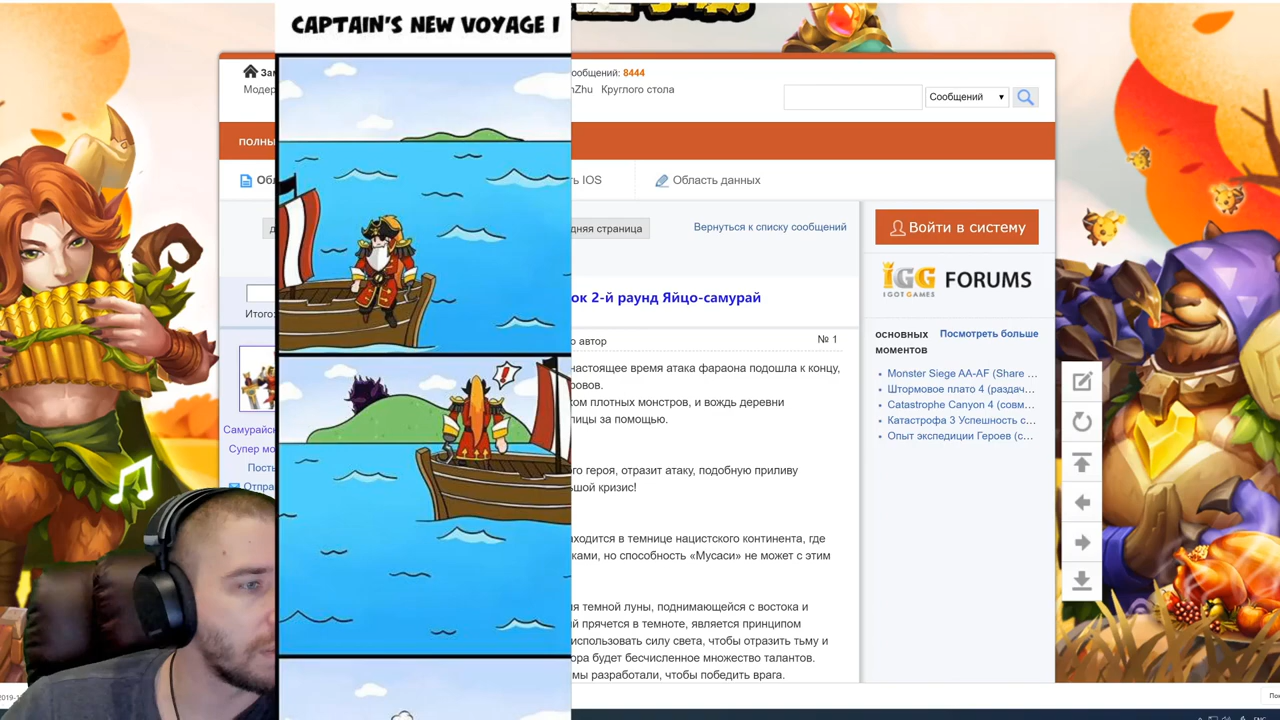 CAPTAIN'S NEW VOYAGE I
ообщений: 8444
Модер
Круглого стола
Сообщений
ПОЛНЫ
IOS
Область данных
дняя страница
Вернуться к списку сообщений
Войти в систему
IGG FORUMS
I GOT GAMES
Итого:
ок 2-й раунд Яйцо-самурай
автор
№ 1
основных моментов
Посмотреть больше
настоящее время атака фараона подошла к концу,
ровов.
ком плотных монстров, и вождь деревни
лицы за помощью.
Monster Siege AA-AF (Share ...
Штормовое плато 4 (раздач...
Catastrophe Canyon 4 (совм...
Катастрофа 3 Успешность с...
Опыт экспедиции Героев (с...
Самурайск
Супер мо
Пость
Отпра
!
го героя, отразит атаку, подобную приливу
ьшой кризис!
аходится в темнице нацистского континента, где
ками, но способность «Мусаси» не может с этим
ля темной луны, поднимающейся с востока и
й прячется в темноте, является принципом
использовать силу света, чтобы отразить тьму и
ора будет бесчисленное множество талантов.
мы разработали, чтобы победить врага.